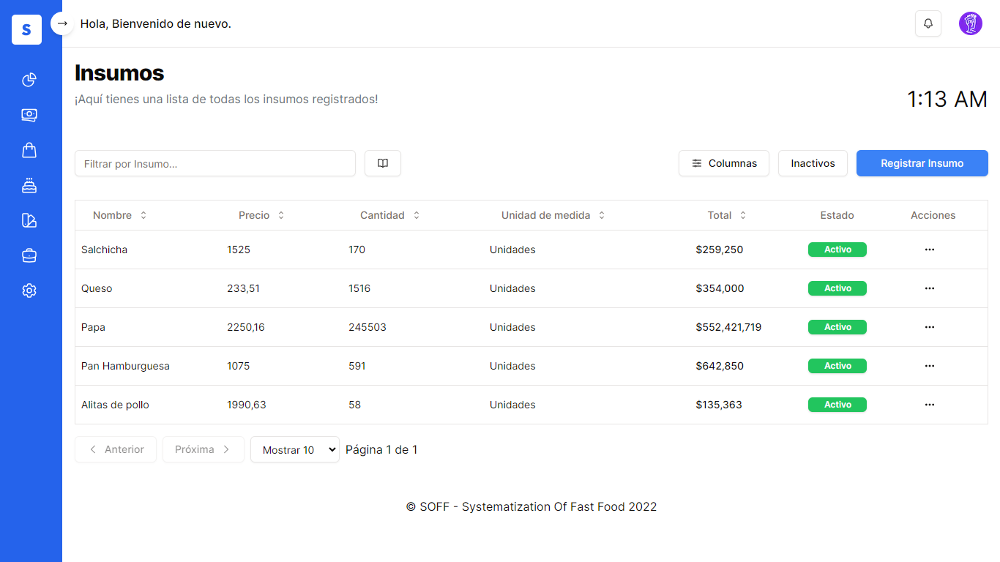 S
Hola, Bienvenido de nuevo.
Insumos
¡Aquí tienes una lista de todas los insumos registrados!
1:13 AM
Filtrar por Insumo...
Columnas
Inactivos
Registrar Insumo
Nombre Precio Cantidad Unidad de medida Total Estado Acciones
Salchicha 1525 170 Unidades $259,250 Activo
Queso 233,51 1516 Unidades $354,000 Activo
Papa 2250,16 245503 Unidades $552,421,719 Activo
Pan Hamburguesa 1075 591 Unidades $642,850 Activo
Alitas de pollo 1990,63 58 Unidades $135,363 Activo
Anterior Próxima Mostrar 10 Página 1 de 1
© SOFF - Systematization Of Fast Food 2022